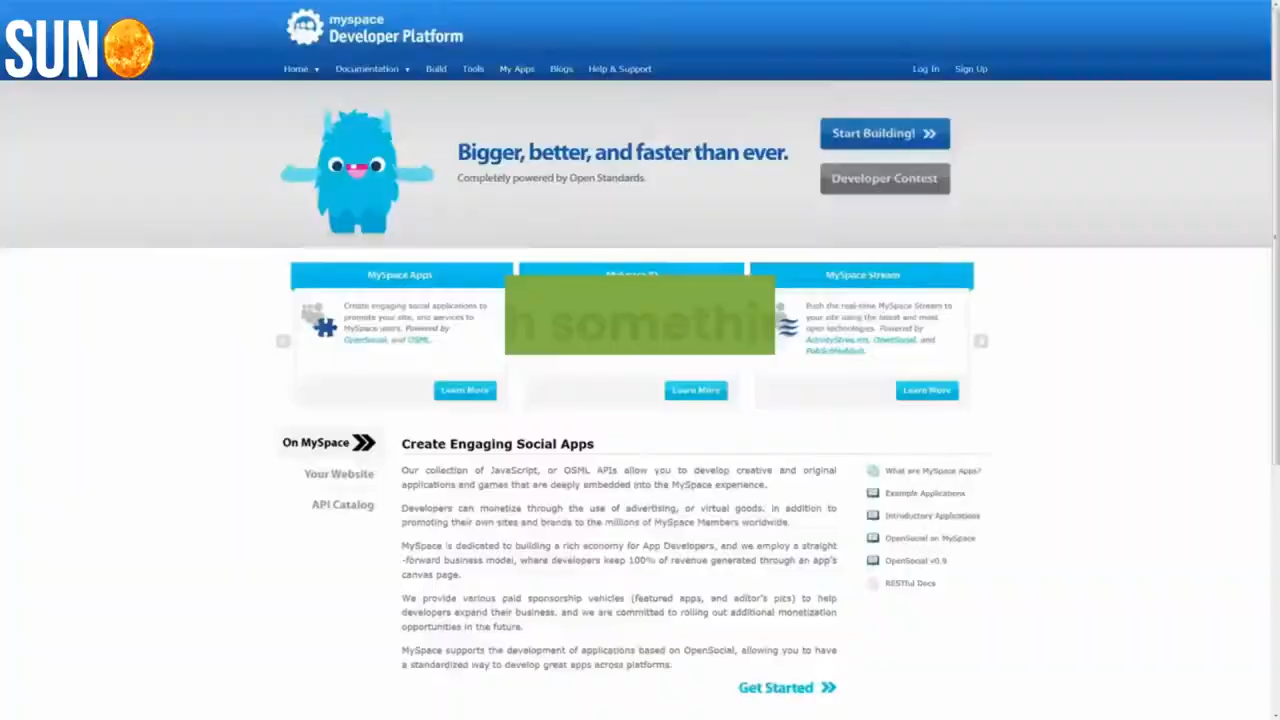 SUN
myspace
Developer Platform
Home Documentation Build Tools My Apps Blogs Help & Support Log In Sign Up
Bigger, better, and faster than ever.
Completely powered by Open Standards.
Start Building!
Developer Contest
MySpace Apps
Create engaging social applications to
promote your site, and services to
MySpace users. Powered by
OpenSocial, and OSML.
Learn More
somethi
Learn More
MySpace Stream
Push the real-time MySpace Stream to
your site using the latest and most
open technologies. Powered by
ActivityStrea.ms, OpenSocial, and
PubSubHubbub.
Learn More
On MySpace
Your Website
API Catalog
Create Engaging Social Apps
Our collection of JavaScript, or OSML APIs allow you to develop creative and original
applications and games that are deeply embedded into the MySpace experience.
Developers can monetize through the use of advertising, or virtual goods, in addition to
promoting their own sites and brands to the millions of MySpace Members worldwide.
MySpace is dedicated to building a rich economy for App Developers, and we employ a straight
-forward business model, where developers keep 100% of revenue generated through an app's
canvas page.
We provide various paid sponsorship vehicles (featured apps, and editor's pics) to help
developers expand their business, and we are committed to rolling out additional monetization
opportunities in the future.
MySpace supports the development of applications based on OpenSocial, allowing you to have
a standardized way to develop great apps across platforms.
Get Started
What are MySpace Apps?
Example Applications
Introductory Applications
OpenSocial on MySpace
OpenSocial v0.9
RESTful Docs